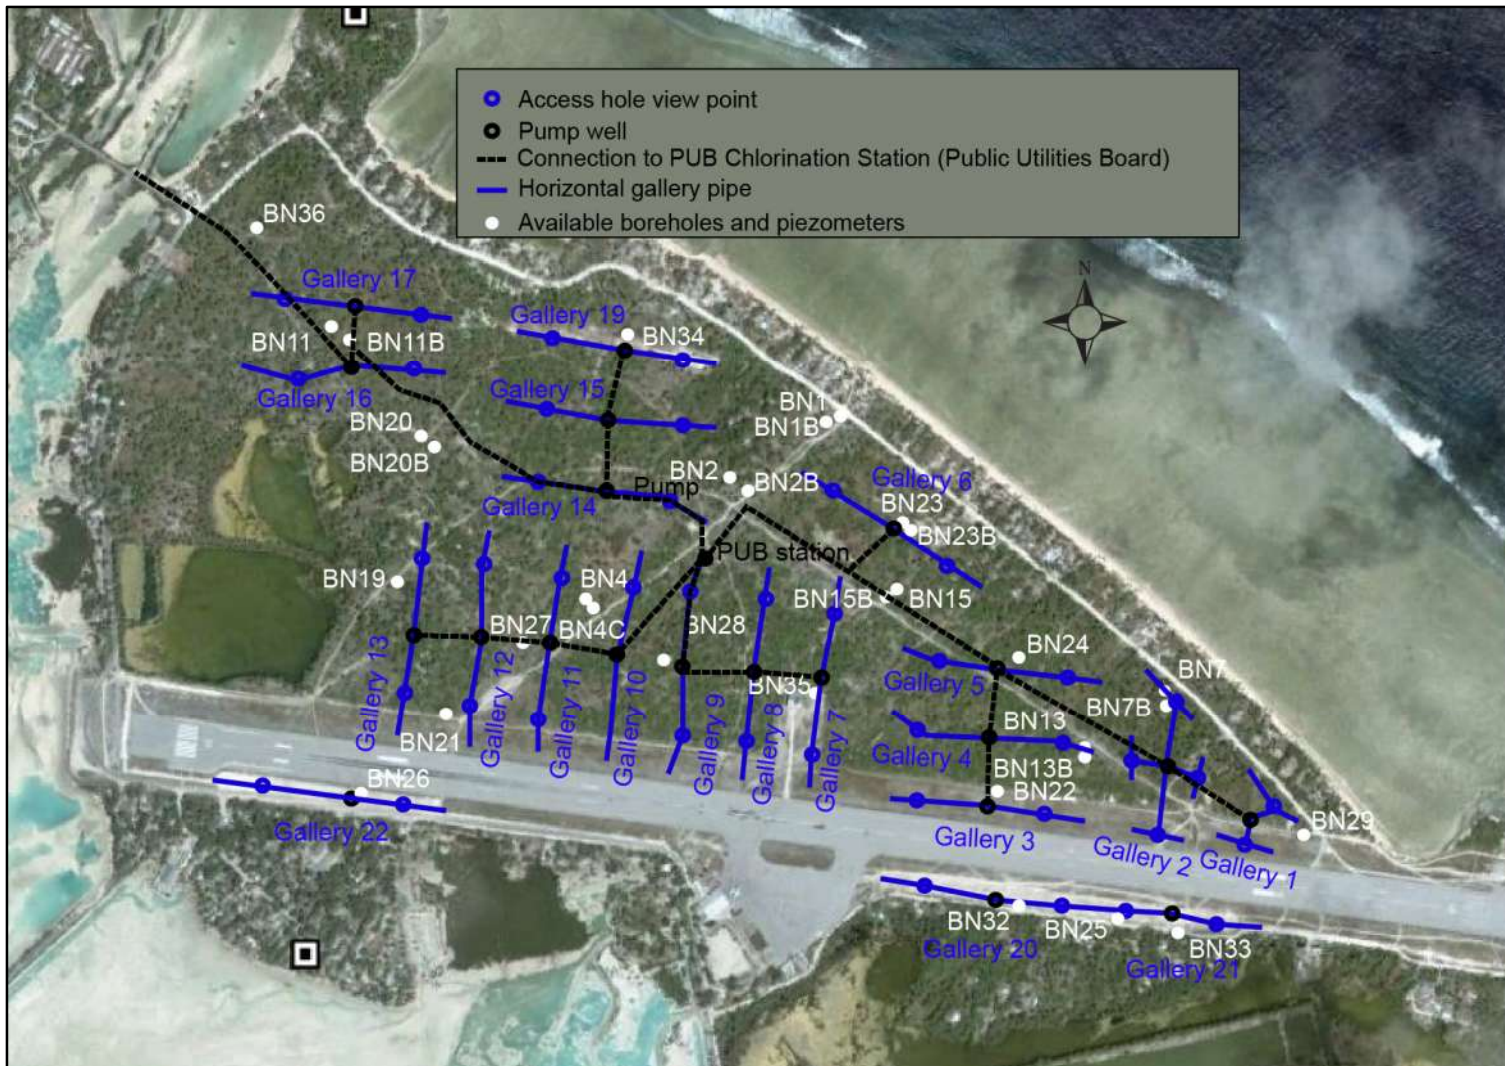 Access hole view point
Pump well
Connection to PUB Chlorination Station (Public Utilities Board)
Horizontal gallery pipe
Available boreholes and piezometers
N
BN36
Gallery 17
BN11
BN11B
Gallery 16
Gallery 19
BN34
Gallery 15
BN1
BN1B
BN20
BN20B
BN2
BN2B
Gallery 6
BN23
BN23B
Gallery 14
Pump
PUB station
BN19
BN4
BN4C
BN27
BN28
BN15B
BN15
BN24
Gallery 13
Gallery 12
Gallery 11
Gallery 10
Gallery 9
Gallery 8
Gallery 7
BN35
Gallery 5
BN7
BN7B
BN21
Gallery 4
BN13
BN13B
BN22
BN26
Gallery 22
Gallery 3
Gallery 2
Gallery 1
BN29
BN32
BN25
BN33
Gallery 20
Gallery 21